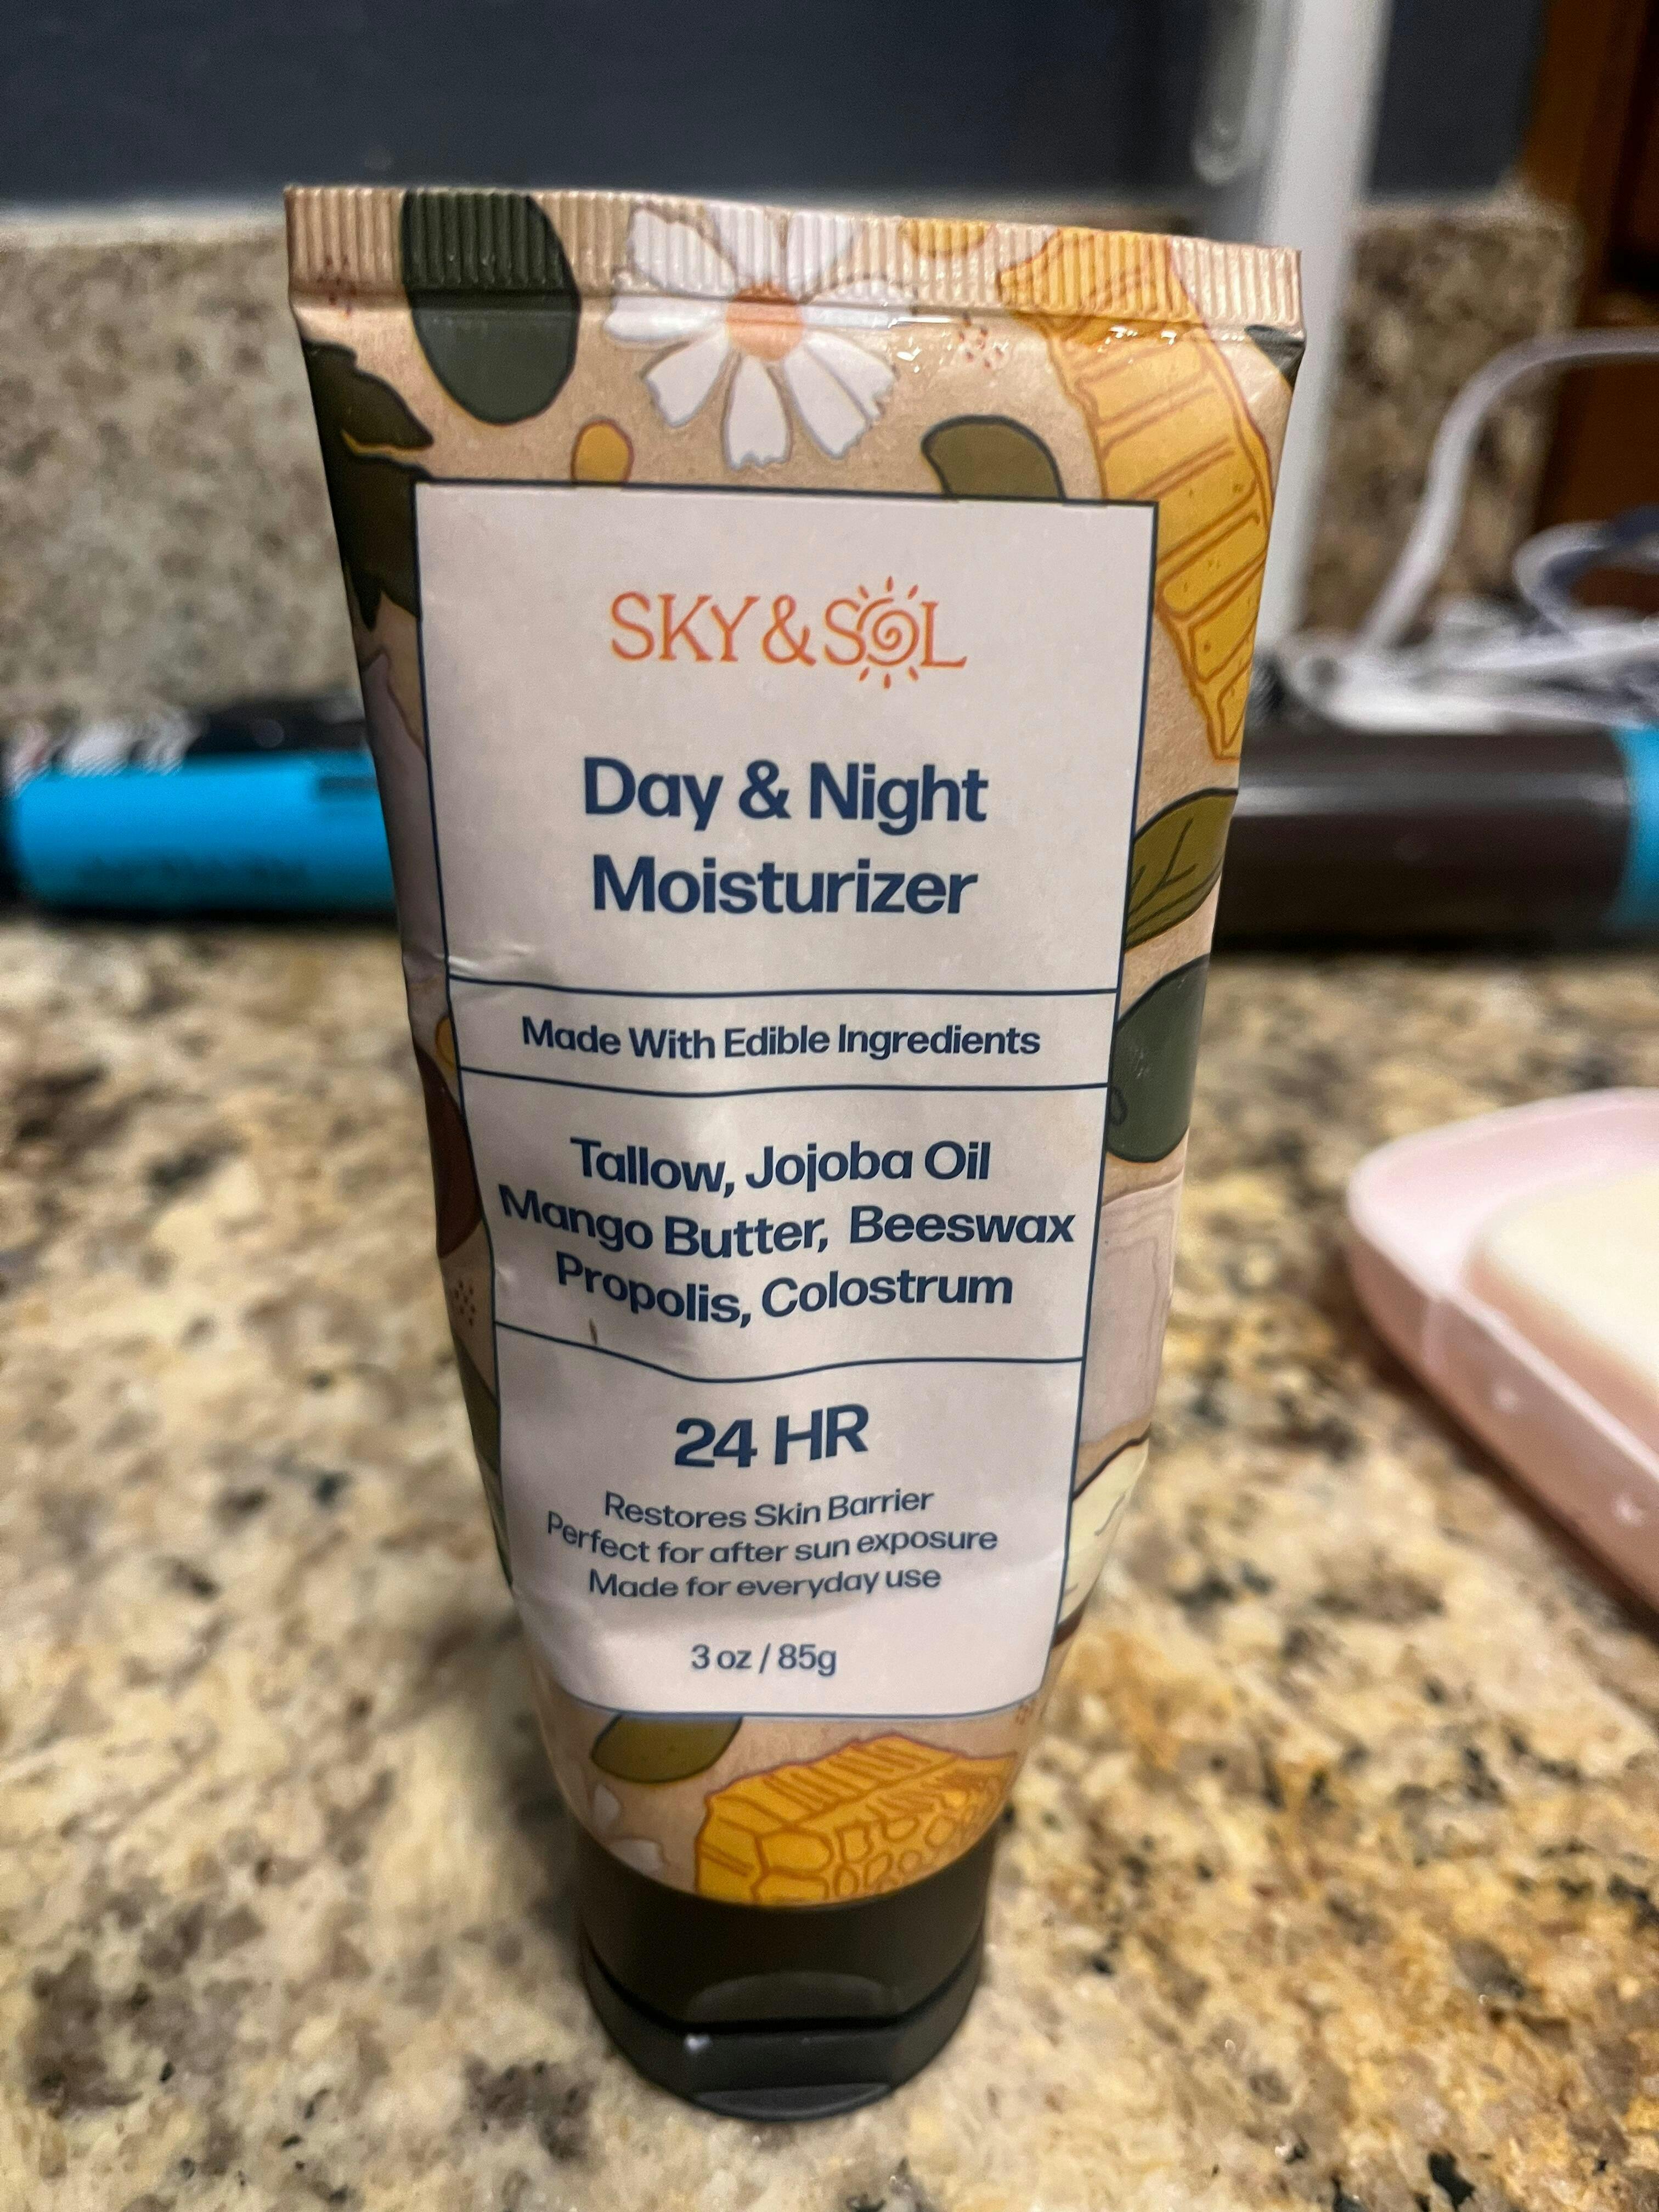 SKY & SOL
Day & Night
Moisturizer
Made With Edible Ingredients
Tallow, Jojoba Oil
Mango Butter, Beeswax
Propolis, Colostrum
24 HR
Restores Skin Barrier
Perfect for after sun exposure
Made for everyday use
3 oz / 85g